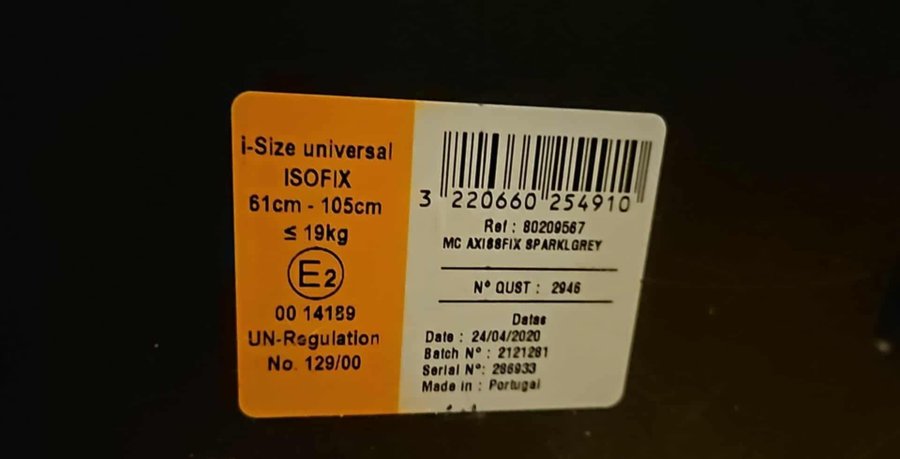 i-Size universal
ISOFIX
61cm - 105cm
≤ 19kg
E2
00 14189
UN-Regulation
No. 129/00
3 220660 254910
Ref : 80209567
MC AXISSFIX SPARKLGREY
N° QUST : 2946
Datas
Date : 24/04/2020
Batch N° : 2121281
Serial N°: 286933
Made in : Portugal